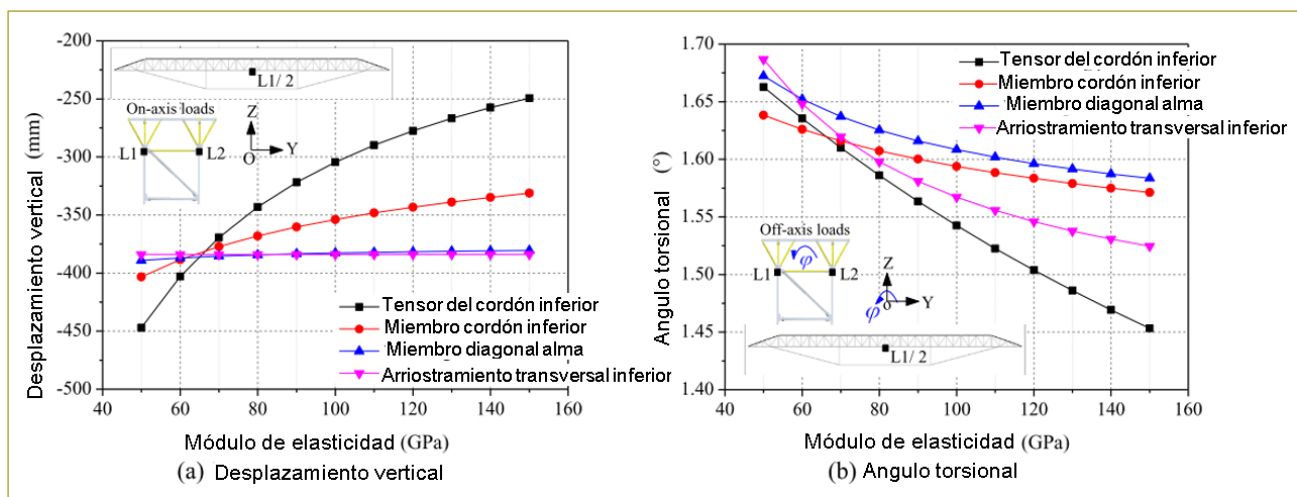 -200
-250
-300
-350
-400
-450
-500
Desplazamiento vertical (mm)
L1/ 2
On-axis loads
L1
L2
Z
O
Y
Tensor del cordón inferior
Miembro cordón inferior
Miembro diagonal alma
Arriostramiento transversal inferior
40 60 80 100 120 140 160
Módulo de elasticidad (GPa)
(a) Desplazamiento vertical
1.70
1.65
1.60
1.55
1.50
1.45
1.40
Angulo torsional (°)
Tensor del cordón inferior
Miembro cordón inferior
Miembro diagonal alma
Arriostramiento transversal inferior
Off-axis loads
φ
L1
L2
Z
φ
o
Y
L1/ 2
40 60 80 100 120 140 160
Módulo de elasticidad (GPa)
(b) Angulo torsional